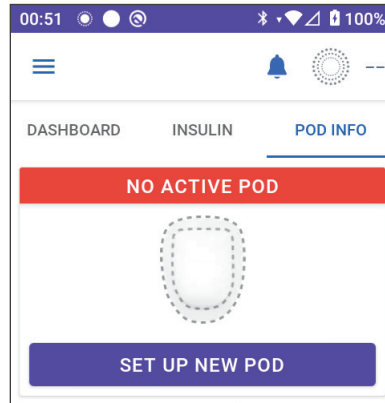 00:51 100%
--
DASHBOARD INSULIN POD INFO
NO ACTIVE POD
SET UP NEW POD